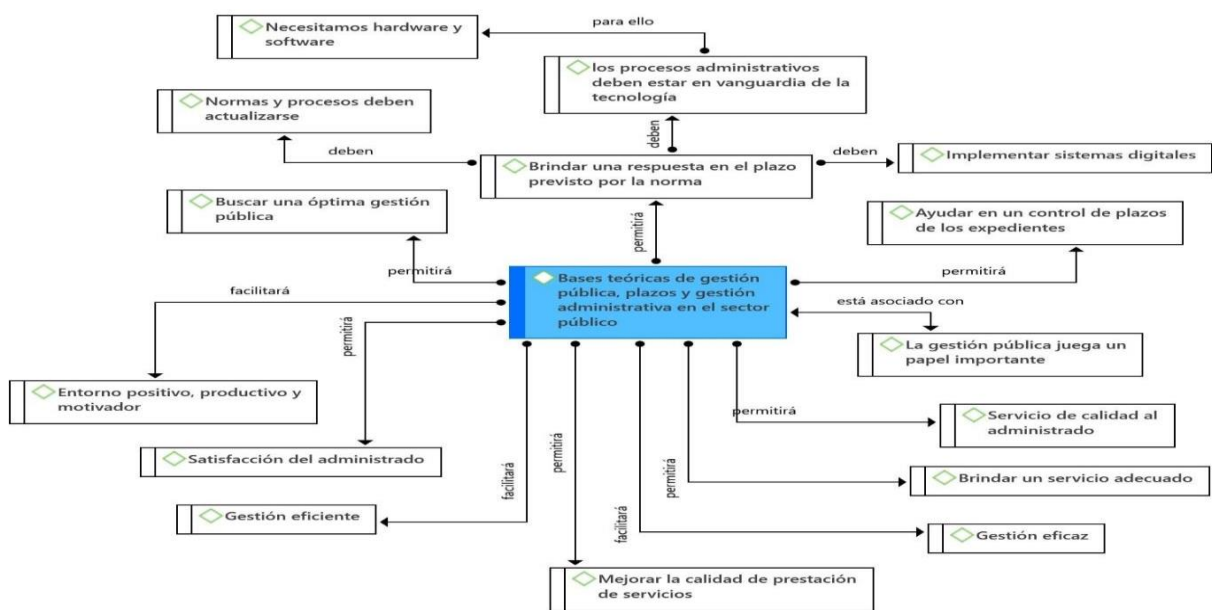 para ello
Necesitamos hardware y
software
los procesos administrativos
deben estar en vanguardia de la
tecnología
Normas y procesos deben
actualizarse
deben
deben
deben
Brindar una respuesta en el plazo
previsto por la norma
Implementar sistemas digitales
Buscar una óptima gestión
pública
Ayudar en un control de plazos
de los expedientes
permitirá
permitirá
permitirá
Bases teóricas de gestión
pública, plazos y gestión
administrativa en el sector
público
facilitará
está asociado con
permitirá
La gestión pública juega un
papel importante
Entorno positivo, productivo y
motivador
permitirá
Servicio de calidad al
administrado
Satisfacción del administrado
facilitará
permitirá
facilitará
permitirá
Brindar un servicio adecuado
Gestión eficiente
Gestión eficaz
Mejorar la calidad de prestación
de servicios